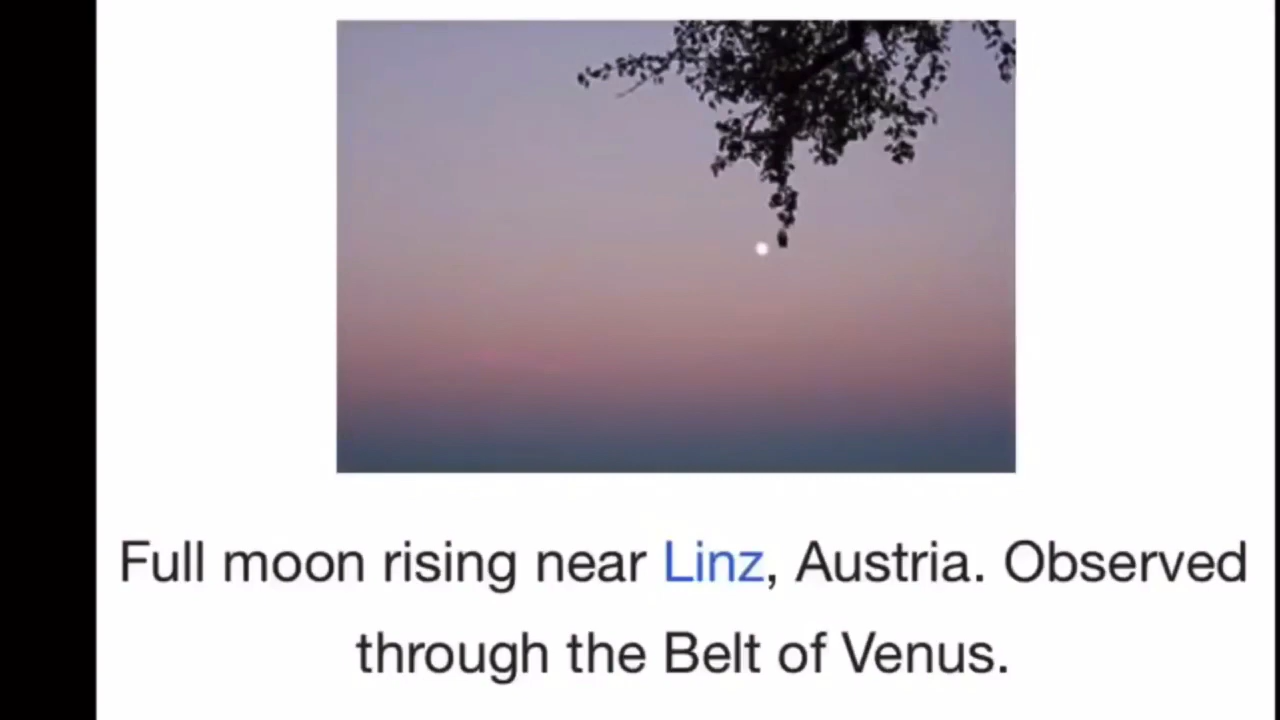 Full moon rising near Linz, Austria. Observed
through the Belt of Venus.